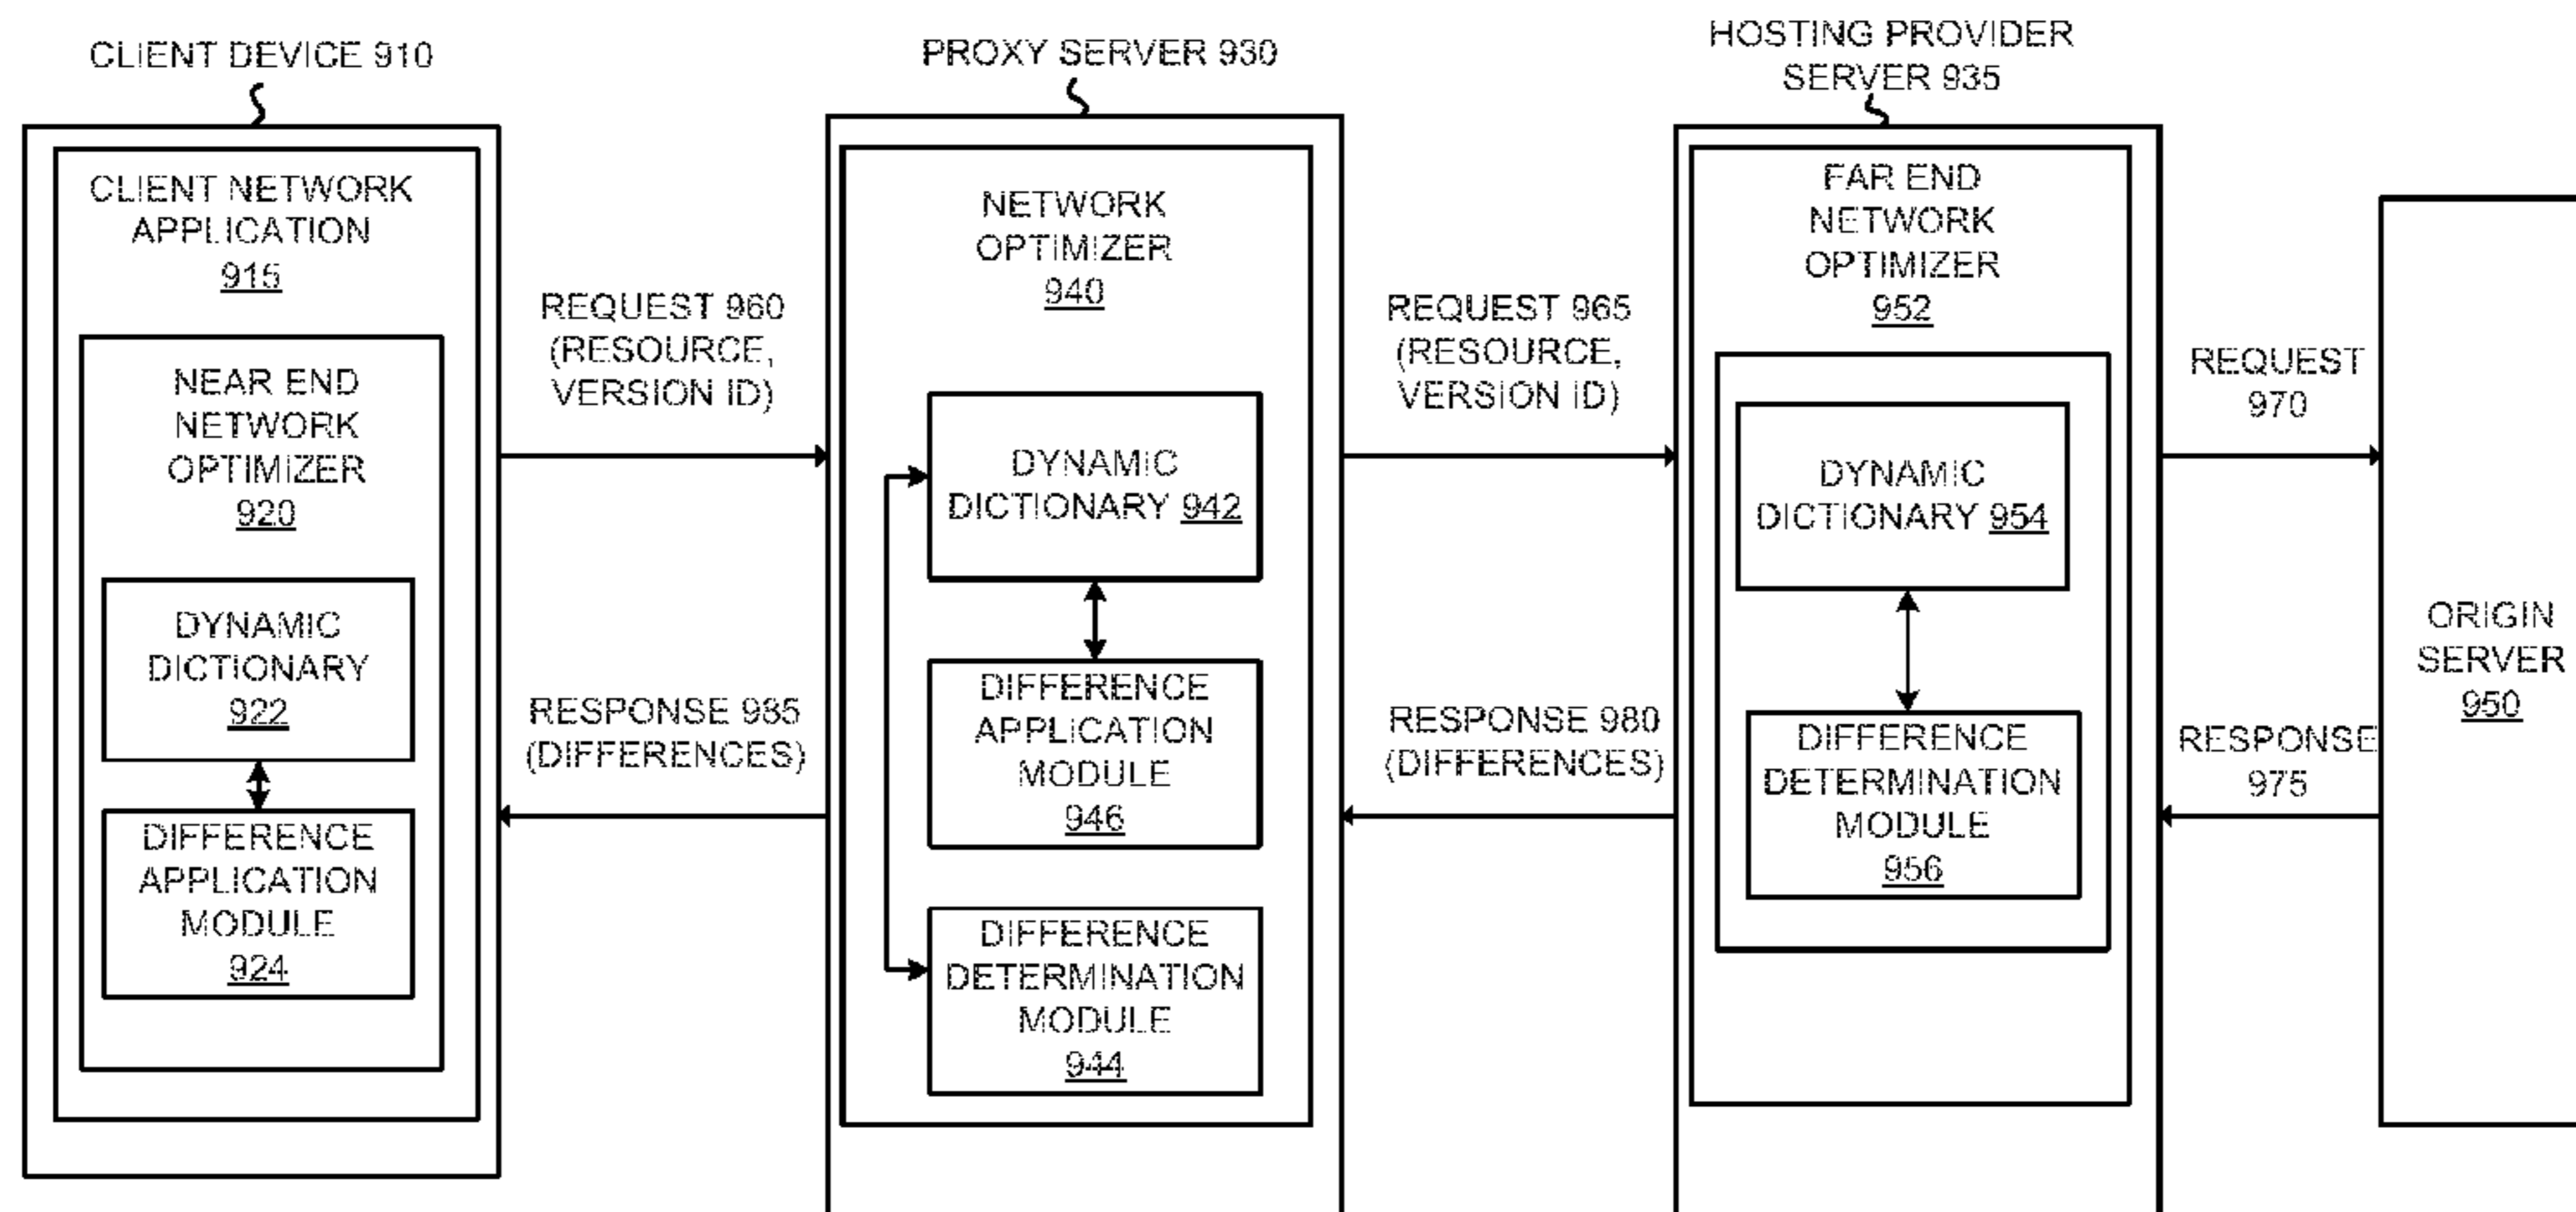 CLIENT DEVICE 910
CLIENT NETWORK
APPLICATION
915
NEAR END
NETWORK
OPTIMIZER
920
DYNAMIC
DICTIONARY
922
DIFFERENCE
APPLICATION
MODULE
924
REQUEST 960
(RESOURCE,
VERSION ID)
RESPONSE 985
(DIFFERENCES)
PROXY SERVER 930
NETWORK
OPTIMIZER
940
DYNAMIC
DICTIONARY 942
DIFFERENCE
APPLICATION
MODULE
946
DIFFERENCE
DETERMINATION
MODULE
944
REQUEST 965
(RESOURCE,
VERSION ID)
RESPONSE 980
(DIFFERENCES)
HOSTING PROVIDER
SERVER 935
FAR END
NETWORK
OPTIMIZER
952
DYNAMIC
DICTIONARY 954
DIFFERENCE
DETERMINATION
MODULE
956
REQUEST
970
RESPONSE
975
ORIGIN
SERVER
950